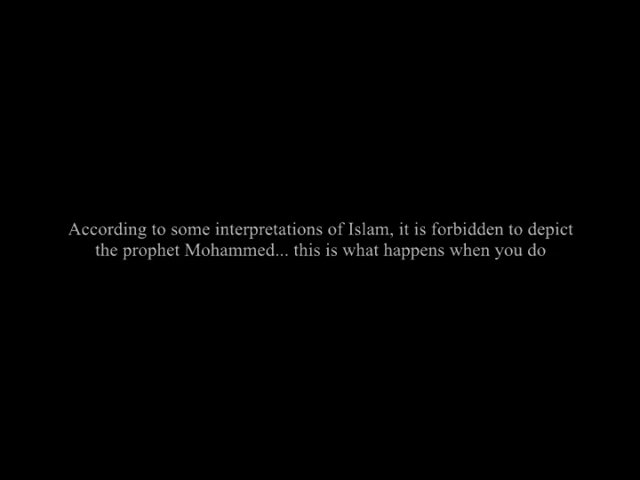 According to some interpretations of Islam, it is forbidden to depict
the prophet Mohammed... this is what happens when you do